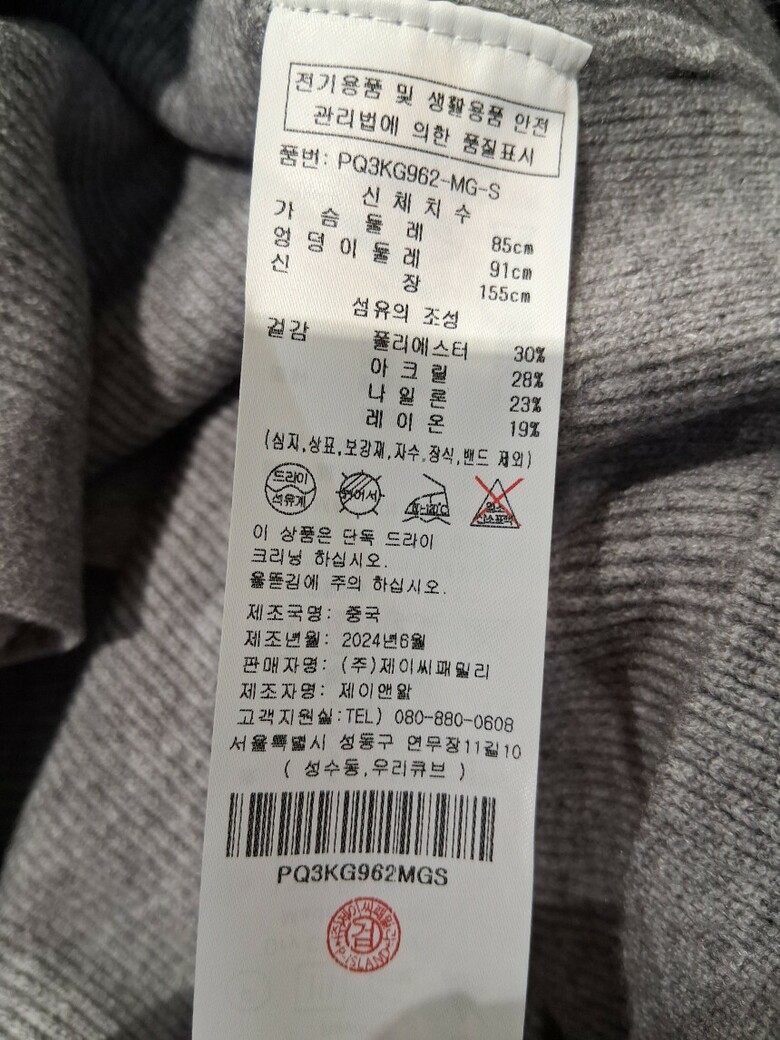 전기용품 및 생활용품 안전
관리법에 의한 품질표시
품번: PQ3KG962-MG-S
신체치수
가슴둘레 85cm
엉덩이둘레 91cm
신장 155cm
섬유의 조성
겉감 폴리에스터 30%
아크릴 28%
나일론 23%
레이온 19%
(심지,상표,보강재,자수,장식,밴드 제외)
드라이
석유계
이 상품은 단독 드라이
크리닝 하십시오.
올뜯김에 주의 하십시오.
제조국명: 중국
제조년월: 2024년6월
판매자명: (주)제이씨패밀리
제조자명: 제이앤알
고객지원실:TEL) 080-880-0608
서울특별시 성동구 연무장11길10
( 성수동,우리큐브 )
PQ3KG962MGS
검
P.ISLAND